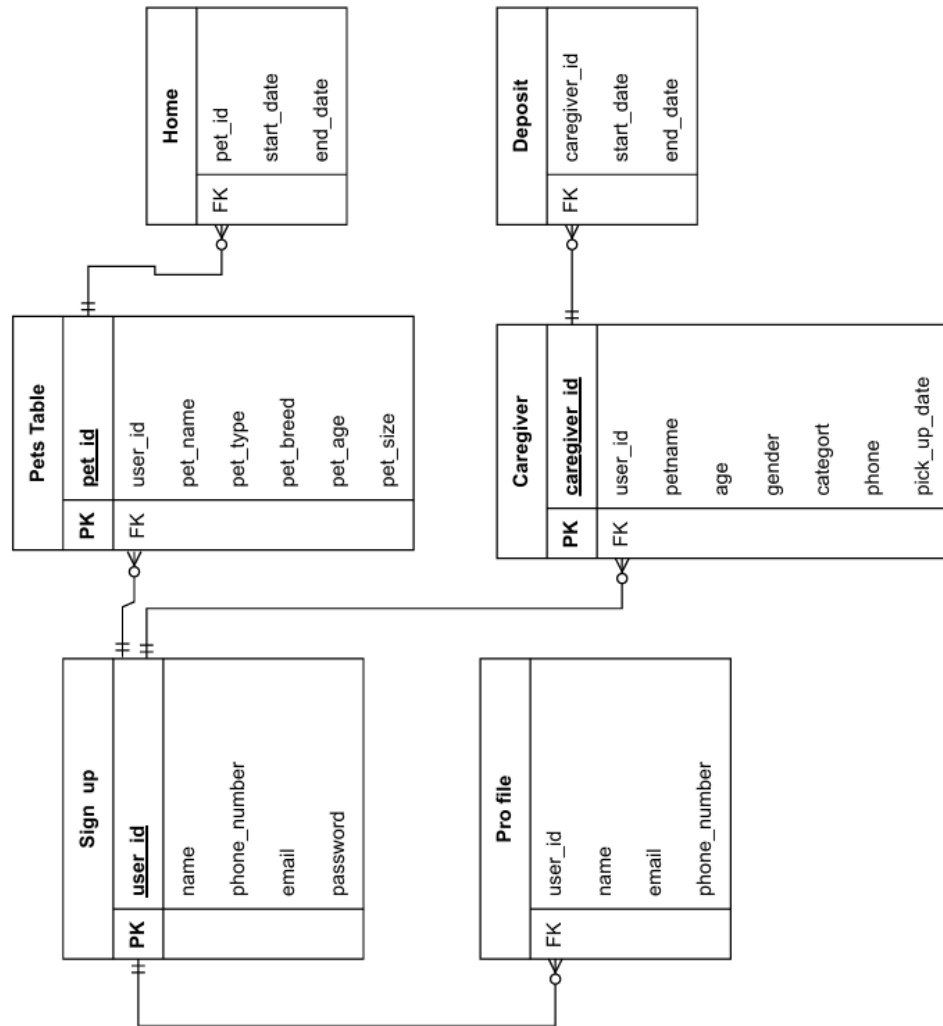 Sign up
PK user_id
name
phone_number
email
password
Pets Table
PK pet_id
FK user_id
pet_name
pet_type
pet_breed
pet_age
pet_size
Home
FK pet_id
start_date
end_date
Pro file
FK user_id
name
email
phone_number
Caregiver
PK caregiver_id
FK user_id
petname
age
gender
categort
phone
pick_up_date
Deposit
FK caregiver_id
start_date
end_date